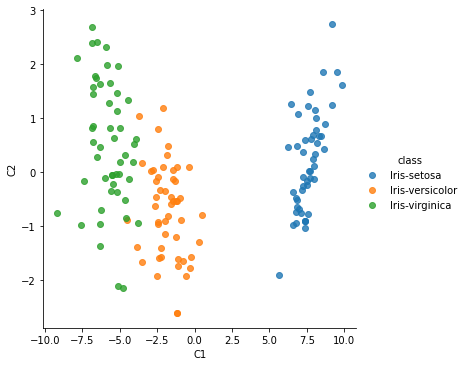 3
2
1
0
−1
−2
C2
−10.0 −7.5 −5.0 −2.5 0.0 2.5 5.0 7.5 10.0
C1
class
Iris-setosa
Iris-versicolor
Iris-virginica